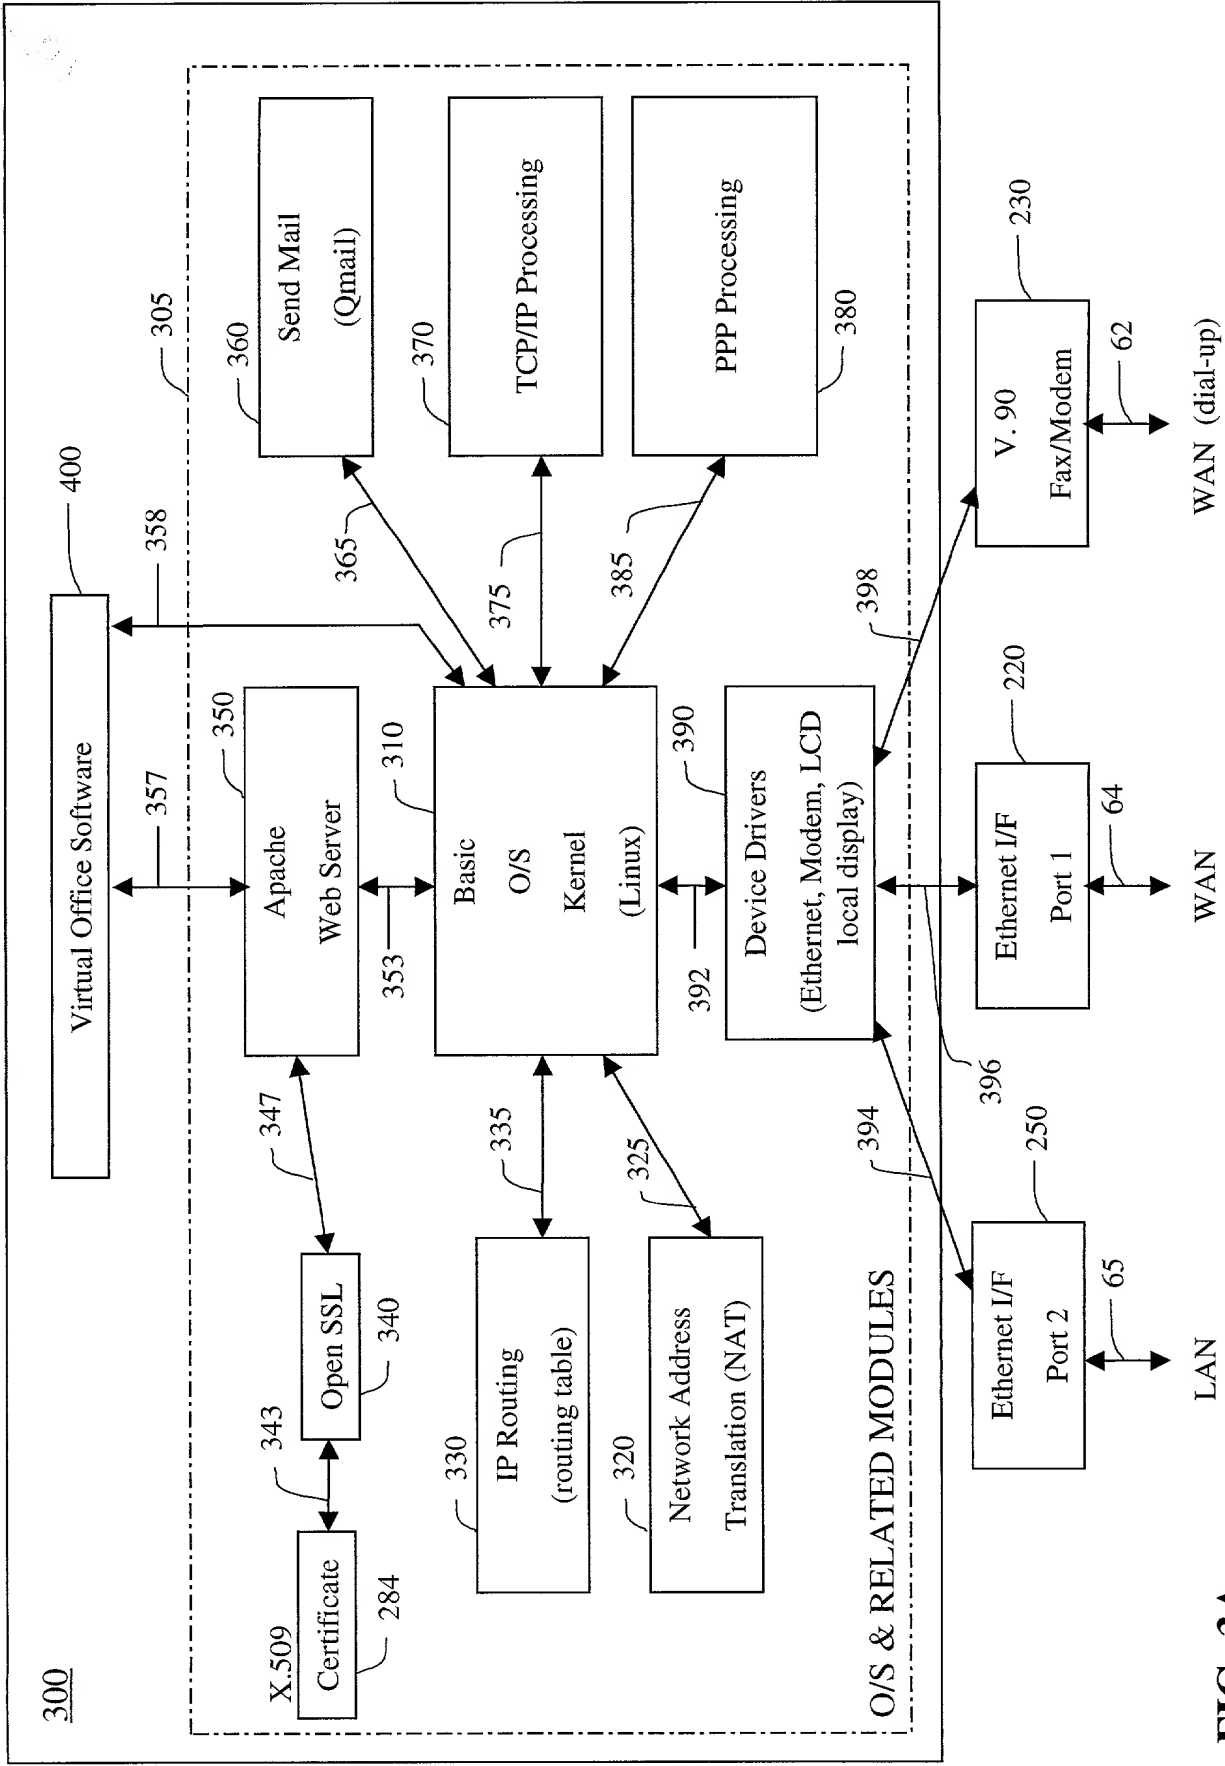 300
Virtual Office Software
400
357
358
305
X.509
Certificate
284
343
Open SSL
340
347
Apache
Web Server
350
353
360
Send Mail
(Qmail)
365
310
Basic
O/S
Kernel
(Linux)
330
IP Routing
(routing table)
335
370
TCP/IP Processing
375
320
Network Address
Translation (NAT)
325
PPP Processing
380
385
392
390
Device Drivers
(Ethernet, Modem, LCD
local display)
O/S & RELATED MODULES
394
396
398
Ethernet I/F
Port 2
250
Ethernet I/F
Port 1
220
V. 90
Fax/Modem
230
65
64
62
LAN
WAN
WAN (dial-up)